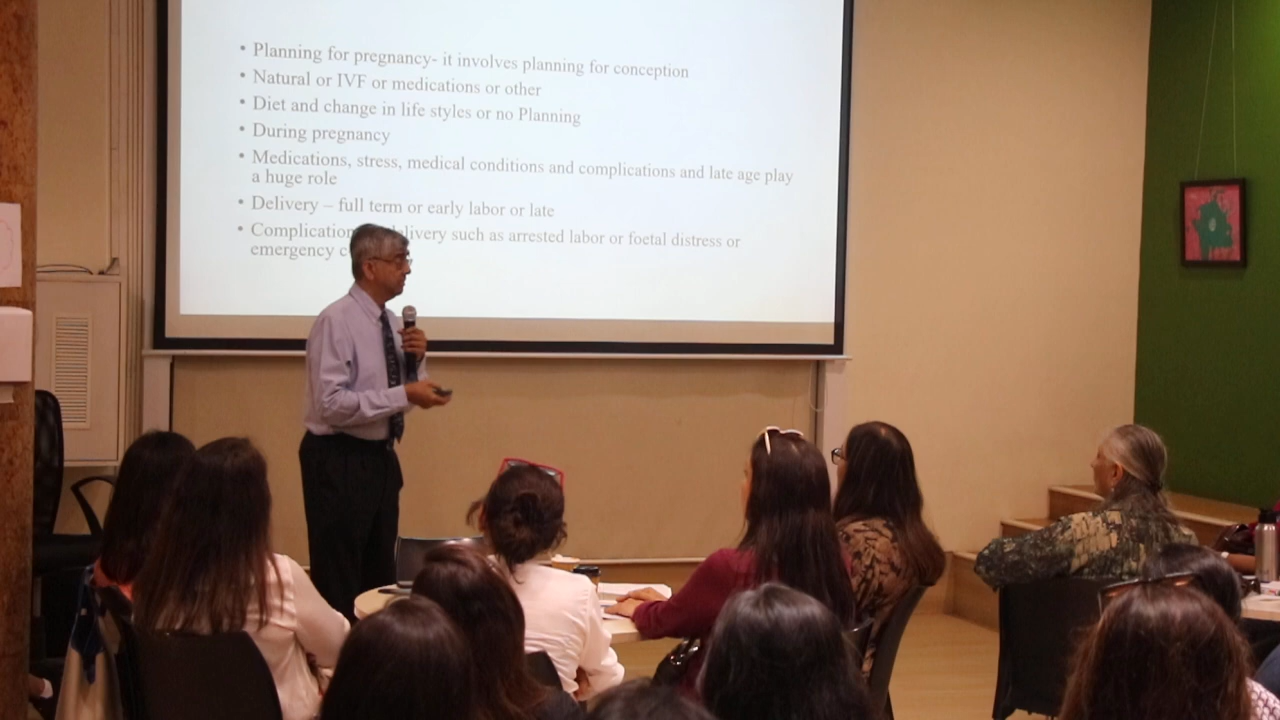 • Planning for pregnancy- it involves planning for conception
• Natural or IVF or medications or other
• Diet and change in life styles or no Planning
• During pregnancy
• Medications, stress, medical conditions and complications and late age play
a huge role
• Delivery – full term or early labor or late
• Complication delivery such as arrested labor or foetal distress or
emergency